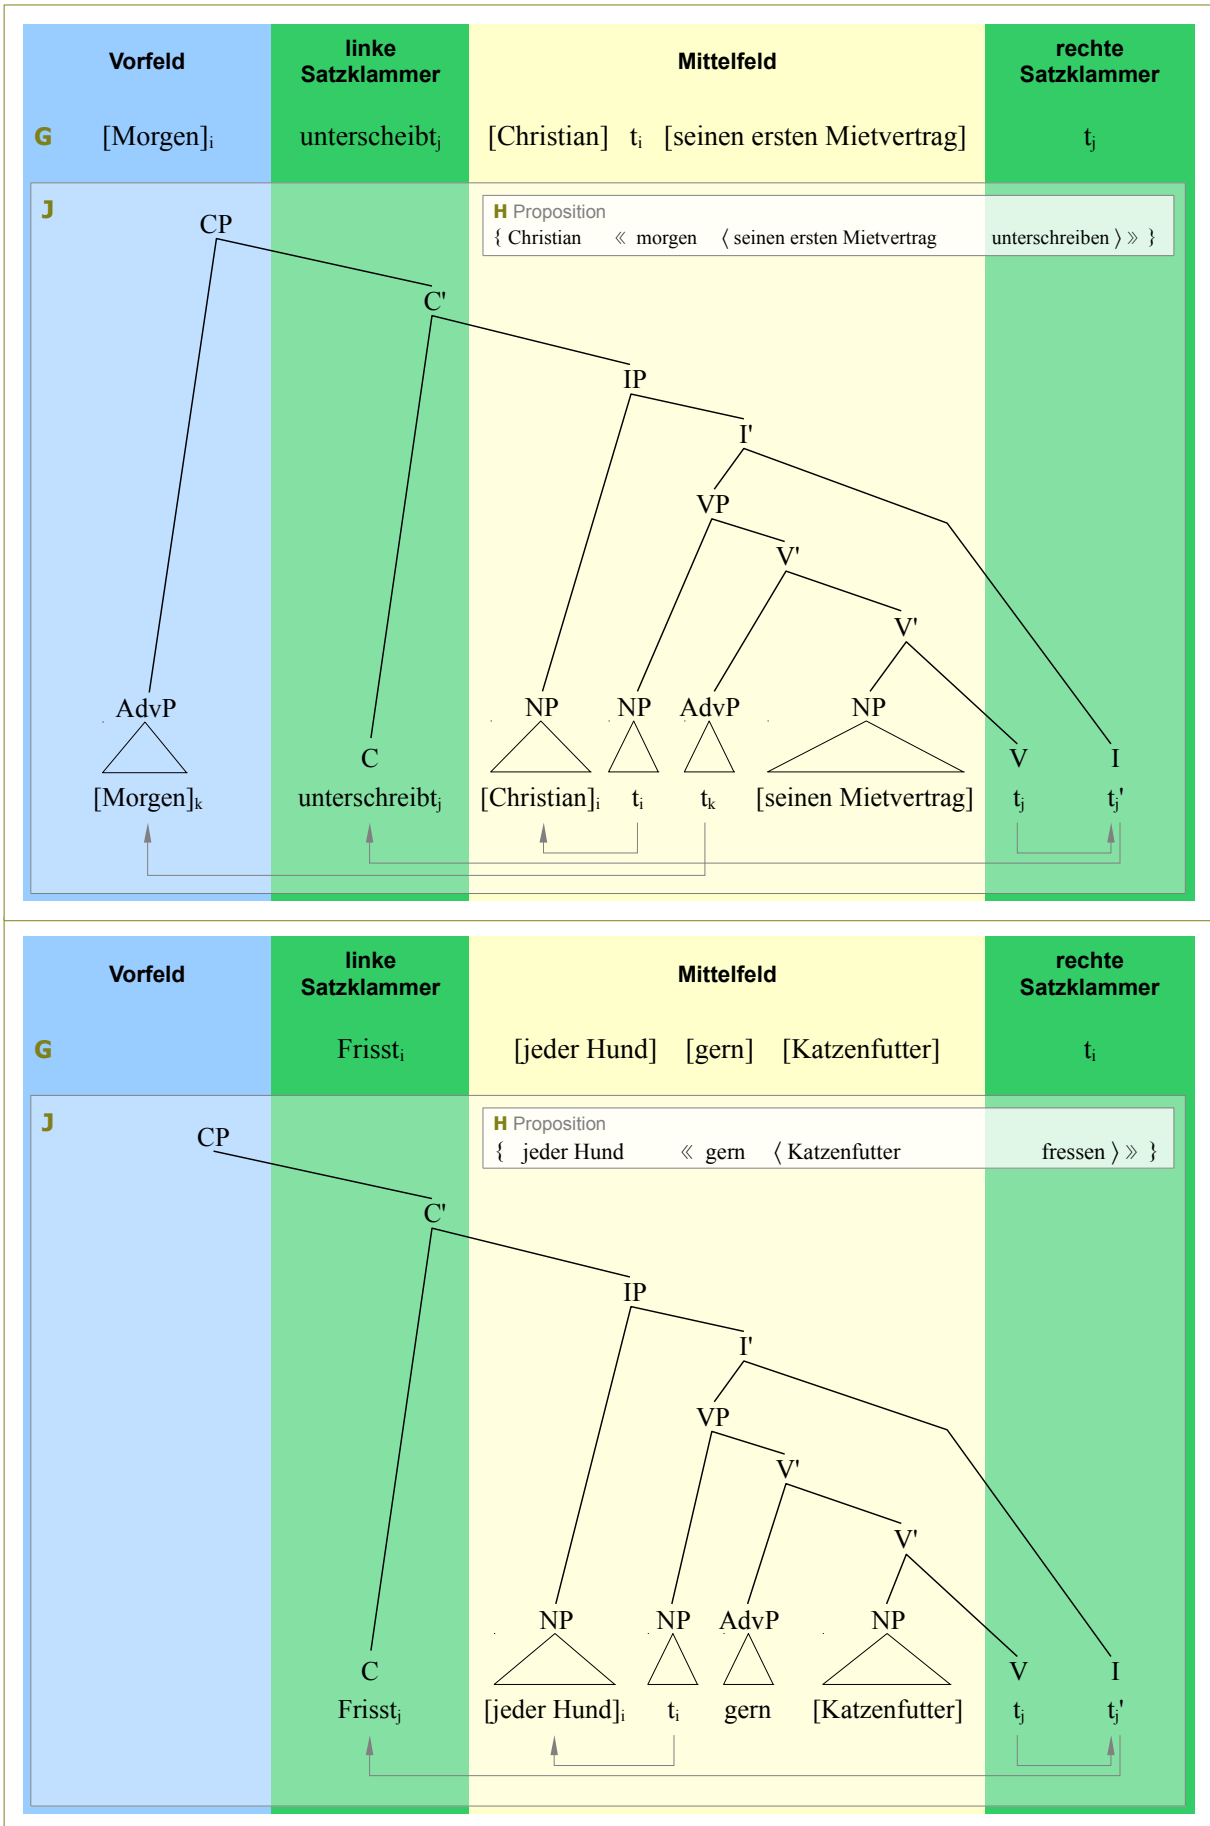 Vorfeld linke Satzklammer Mittelfeld rechte Satzklammer
G [Morgen]i unterscheibtj [Christian] ti [seinen ersten Mietvertrag] tj
J
H Proposition
{ Christian 《 morgen 〈 seinen ersten Mietvertrag unterschreiben 〉 》 }
CP
C'
IP
I'
VP
V'
V'
AdvP NP NP AdvP NP
C V I
[Morgen]k unterschreibtj [Christian]i ti tk [seinen Mietvertrag] tj tj'
Vorfeld linke Satzklammer Mittelfeld rechte Satzklammer
G Frissti [jeder Hund] [gern] [Katzenfutter] ti
J
H Proposition
{ jeder Hund 《 gern 〈 Katzenfutter fressen 〉 》 }
CP
C'
IP
I'
VP
V'
V'
NP NP AdvP NP
C V I
Frisstj [jeder Hund]i ti gern [Katzenfutter] tj tj'